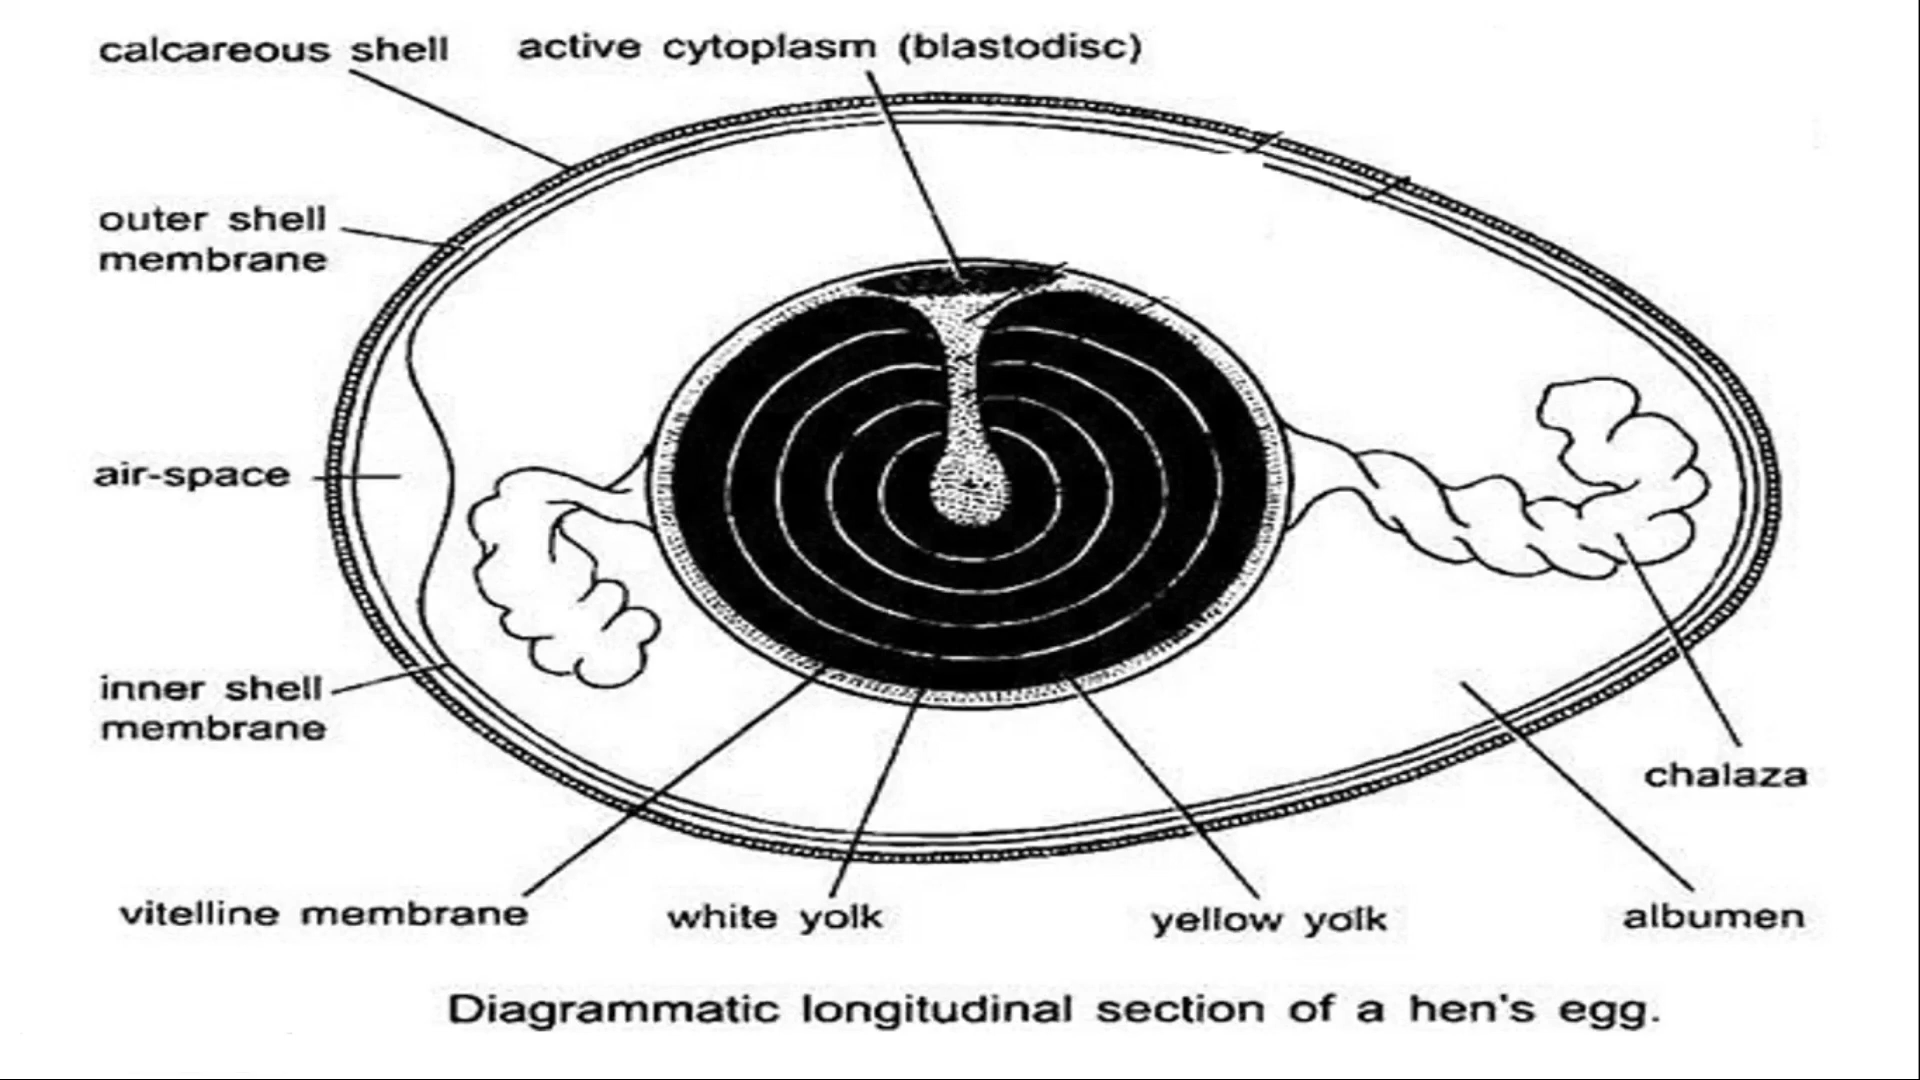 calcareous shell
active cytoplasm (blastodisc)
outer shell
membrane
air-space
inner shell
membrane
chalaza
vitelline membrane
white yolk
yellow yolk
albumen
Diagrammatic longitudinal section of a hen's egg.